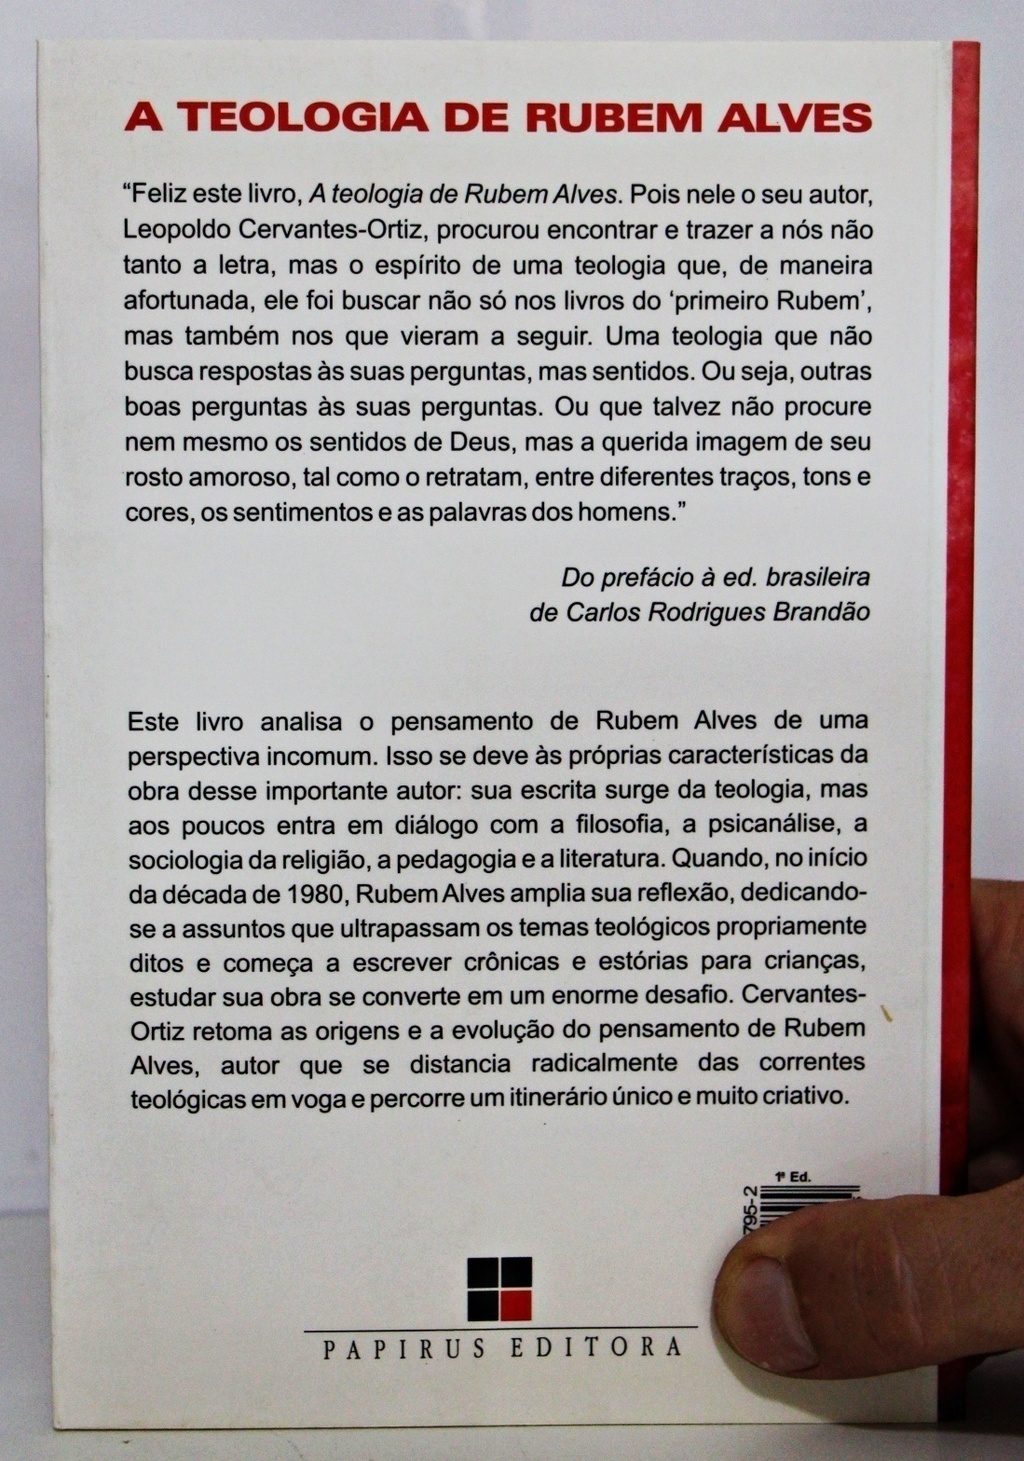 A TEOLOGIA DE RUBEM ALVES
“Feliz este livro, A teologia de Rubem Alves. Pois nele o seu autor,
Leopoldo Cervantes-Ortiz, procurou encontrar e trazer a nós não
tanto a letra, mas o espírito de uma teologia que, de maneira
afortunada, ele foi buscar não só nos livros do ‘primeiro Rubem’,
mas também nos que vieram a seguir. Uma teologia que não
busca respostas às suas perguntas, mas sentidos. Ou seja, outras
boas perguntas às suas perguntas. Ou que talvez não procure
nem mesmo os sentidos de Deus, mas a querida imagem de seu
rosto amoroso, tal como o retratam, entre diferentes traços, tons e
cores, os sentimentos e as palavras dos homens.”
Do prefácio à ed. brasileira
de Carlos Rodrigues Brandão
Este livro analisa o pensamento de Rubem Alves de uma
perspectiva incomum. Isso se deve às próprias características da
obra desse importante autor: sua escrita surge da teologia, mas
aos poucos entra em diálogo com a filosofia, a psicanálise, a
sociologia da religião, a pedagogia e a literatura. Quando, no início
da década de 1980, Rubem Alves amplia sua reflexão, dedicando-
se a assuntos que ultrapassam os temas teológicos propriamente
ditos e começa a escrever crônicas e estórias para crianças,
estudar sua obra se converte em um enorme desafio. Cervantes-
Ortiz retoma as origens e a evolução do pensamento de Rubem
Alves, autor que se distancia radicalmente das correntes
teológicas em voga e percorre um itinerário único e muito criativo.
1ª Ed.
795-2
PAPIRUS EDITORA